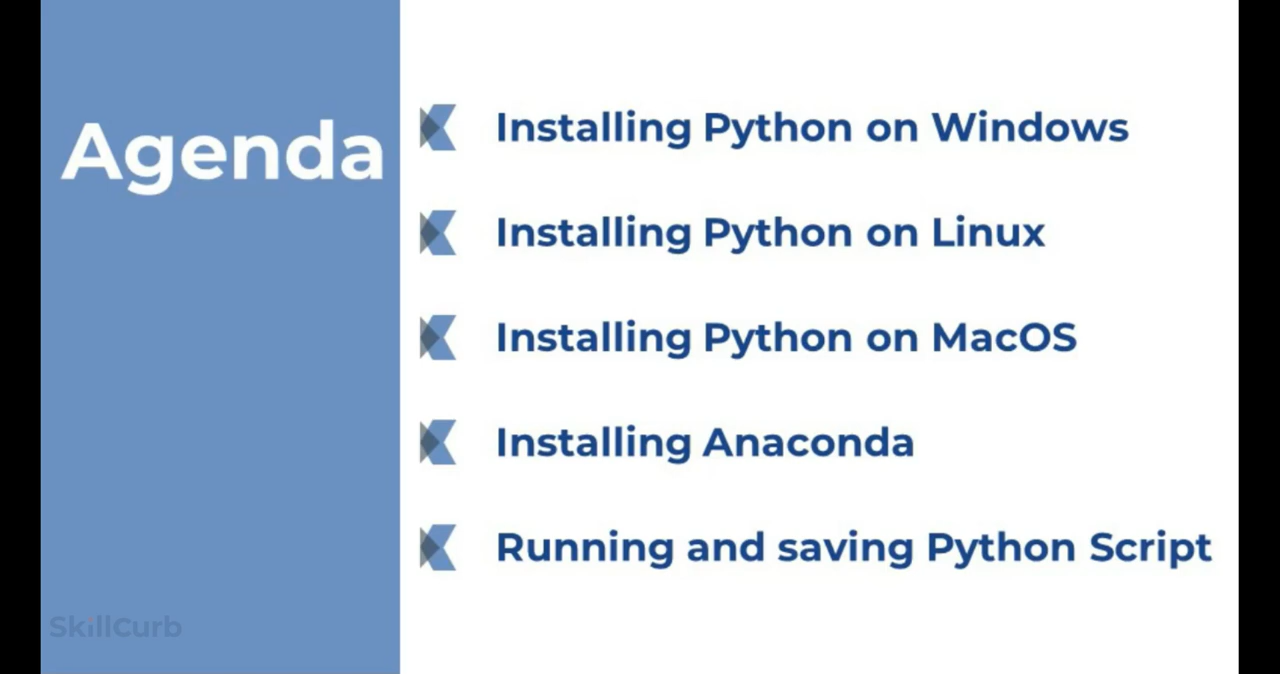 Agenda
Installing Python on Windows
Installing Python on Linux
Installing Python on MacOS
Installing Anaconda
Running and saving Python Script
SkillCurb